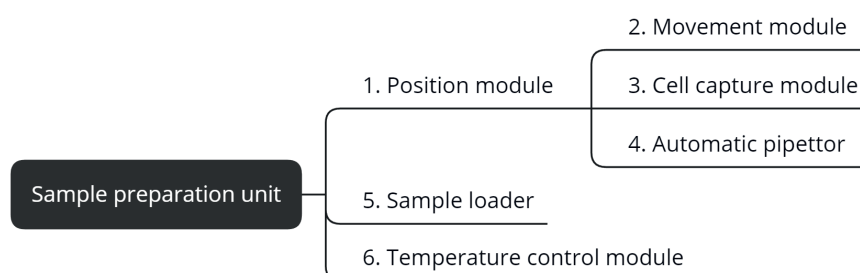 2. Movement module
1. Position module
3. Cell capture module
4. Automatic pipettor
Sample preparation unit
5. Sample loader
6. Temperature control module